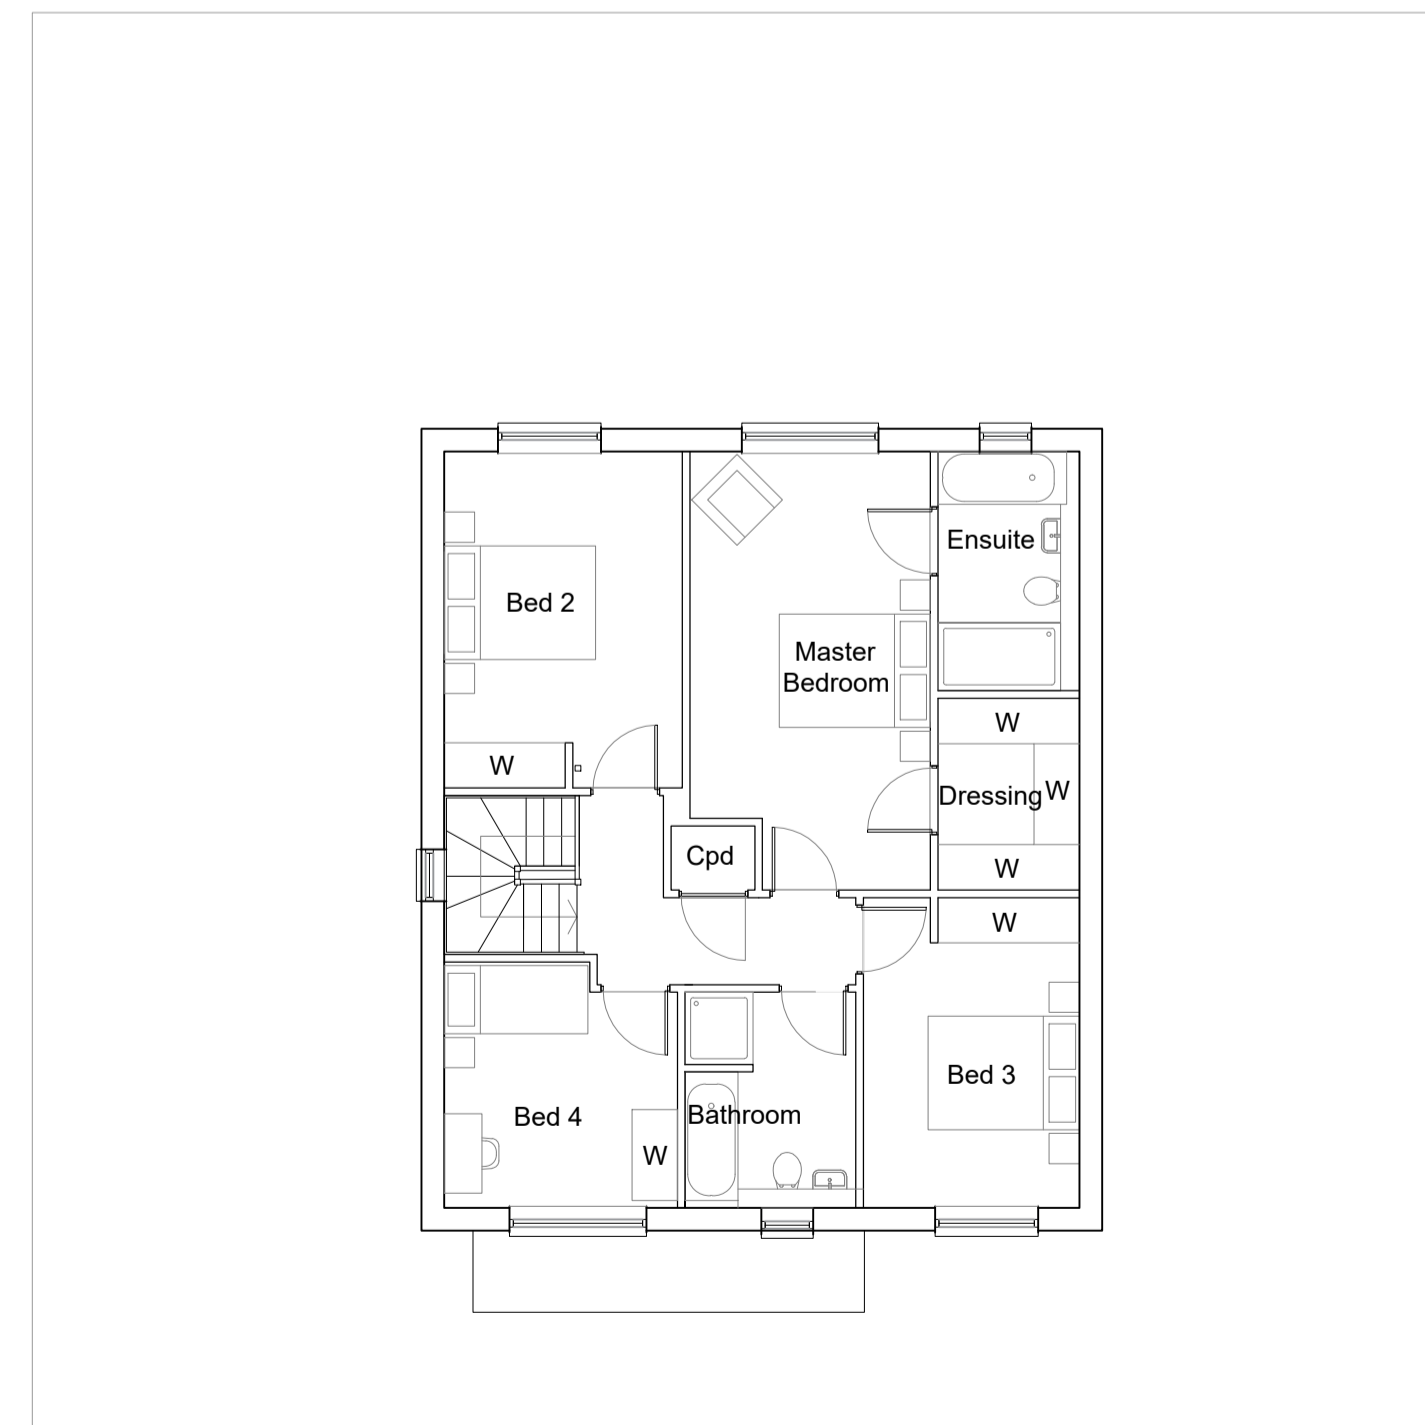 Ensuite
Bed 2
Master
Bedroom
W
W
Dressing
W
Cpd
W
W
Bed 3
Bed 4
Bathroom
W